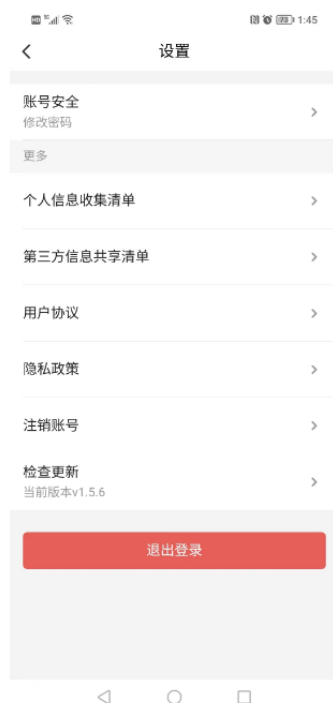 1:45
设置
账号安全
修改密码
更多
个人信息收集清单
第三方信息共享清单
用户协议
隐私政策
注销账号
检查更新
当前版本v1.5.6
退出登录